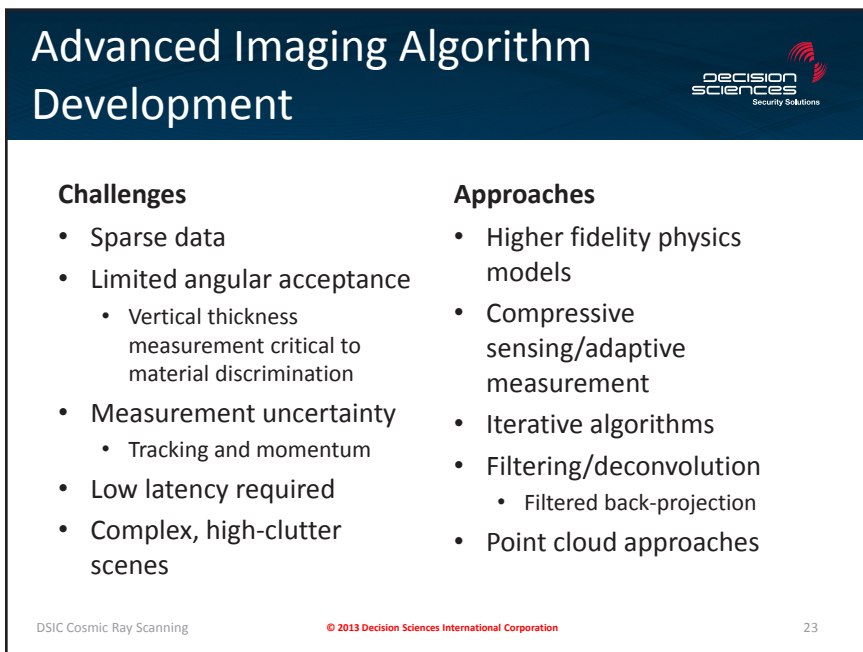 Advanced Imaging Algorithm
Development
DECISION
SCIENCES
Security Solutions
Challenges
• Sparse data
• Limited angular acceptance
• Vertical thickness
measurement critical to
material discrimination
• Measurement uncertainty
• Tracking and momentum
• Low latency required
• Complex, high-clutter
scenes
Approaches
• Higher fidelity physics
models
• Compressive
sensing/adaptive
measurement
• Iterative algorithms
• Filtering/deconvolution
• Filtered back-projection
• Point cloud approaches
DSIC Cosmic Ray Scanning
© 2013 Decision Sciences International Corporation
23